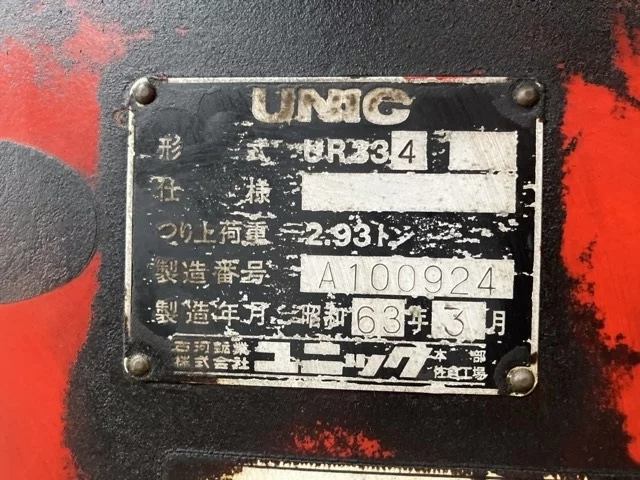 UNIC
形 式 UR334
仕 様
つり上荷重 2.93トン
製造番号 A100924
製造年月 昭和63年3月
古河鉱業株式会社 ユニック 本部 佐倉工場